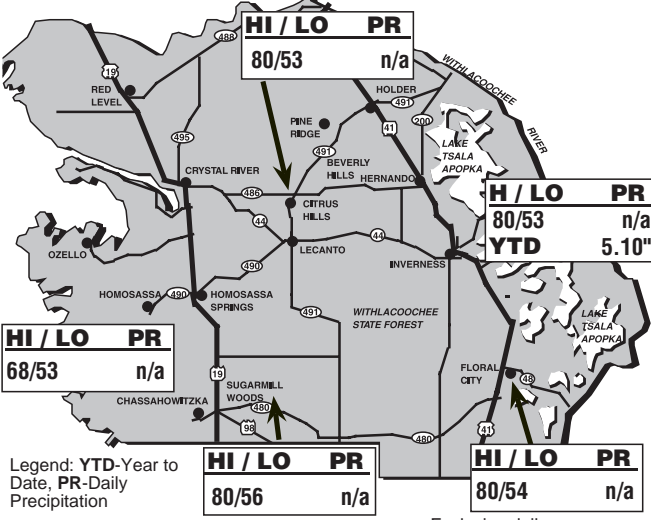 HI / LO PR
80/53 n/a
488
19
RED
LEVEL
HOLDER
491
WITHLACOOCHEE
RIVER
PINE
RIDGE
41
200
495
491
LAKE
TSALA
APOPKA
BEVERLY
HILLS
CRYSTAL RIVER
HERNANDO
486
H / LO PR
80/53 n/a
YTD 5.10"
CITRUS
HILLS
44
44
OZELLO
LECANTO
INVERNESS
490
HOMOSASSA
490
HOMOSASSA
SPRINGS
491
WITHLACOOCHEE
STATE FOREST
LAKE
TSALA
APOPKA
HI / LO PR
68/53 n/a
19
FLORAL
CITY
48
SUGARMILL
WOODS
CHASSAHOWITZKA
480
98
480
41
Legend: YTD-Year to
Date, PR-Daily
Precipitation
HI / LO PR
80/56 n/a
HI / LO PR
80/54 n/a